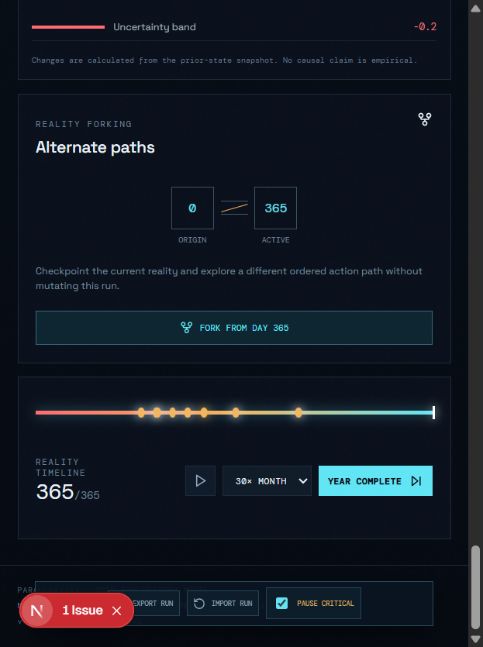 Uncertainty band -0.2
Changes are calculated from the prior-state snapshot. No causal claim is empirical.
REALITY FORKING
Alternate paths
0 365
ORIGIN ACTIVE
Checkpoint the current reality and explore a different ordered action path without
mutating this run.
FORK FROM DAY 365
REALITY
TIMELINE
365/365
30× MONTH
YEAR COMPLETE
EXPORT RUN
IMPORT RUN
PAUSE CRITICAL
N 1 Issue